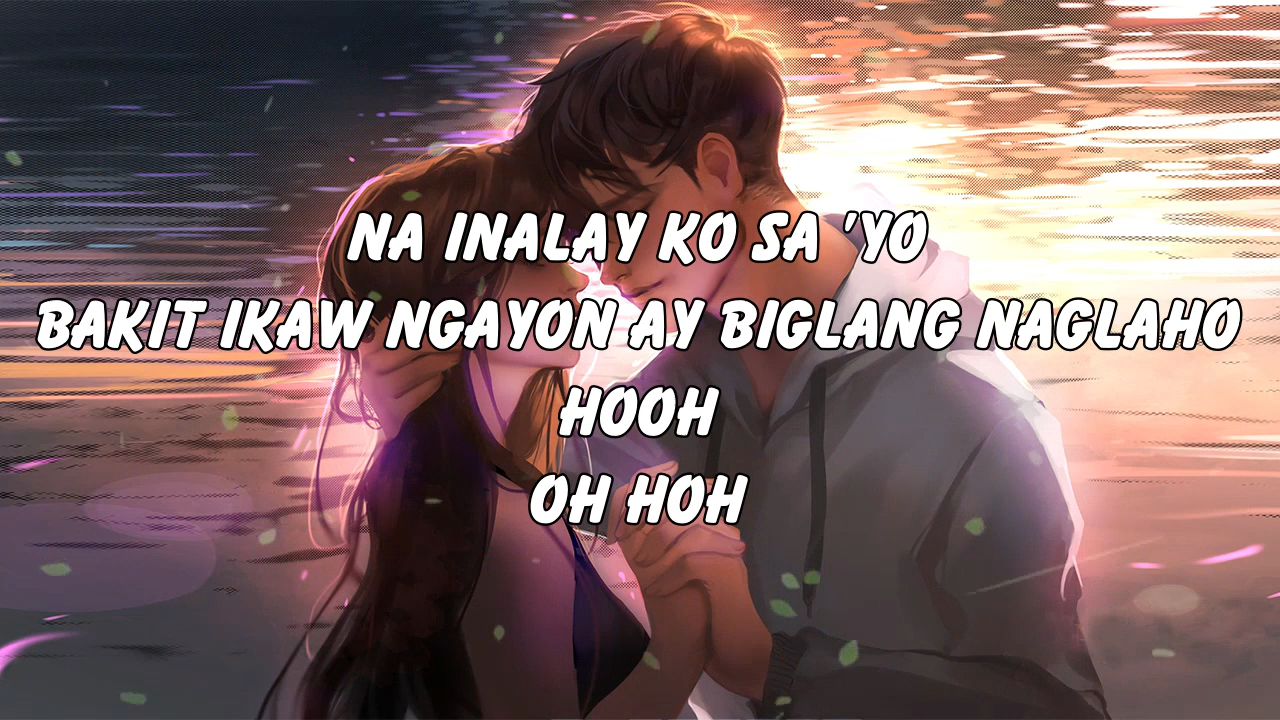 NA INALAY KO SA 'YO
BAKIT IKAW NGAYON AY BIGLANG NAGLAHO
HOOH
OH HOH